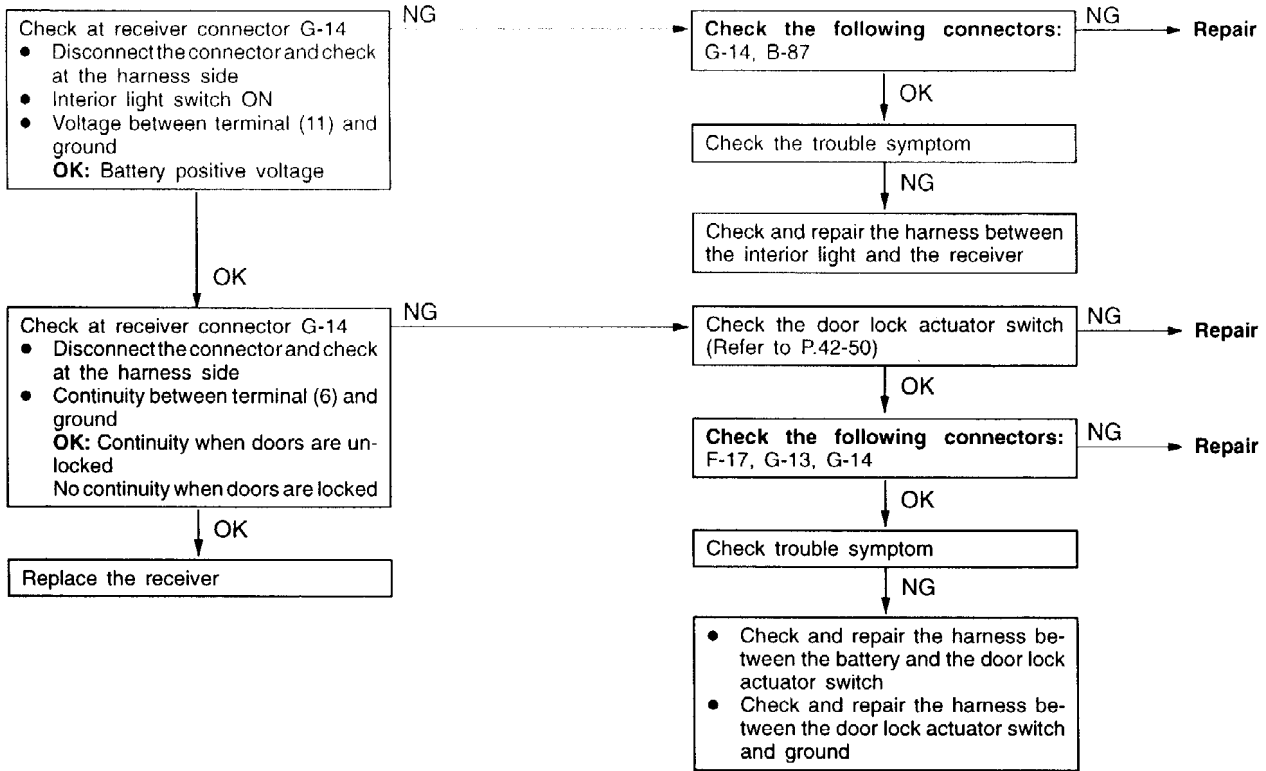 Check at receiver connector G-14
● Disconnect the connector and check
at the harness side
● Interior light switch ON
● Voltage between terminal (11) and
ground
OK: Battery positive voltage
NG
Check the following connectors:
G-14, B-87
NG
Repair
OK
Check the trouble symptom
NG
Check and repair the harness between
the interior light and the receiver
OK
Check at receiver connector G-14
● Disconnect the connector and check
at the harness side
● Continuity between terminal (6) and
ground
OK: Continuity when doors are un-
locked
No continuity when doors are locked
NG
Check the door lock actuator switch
(Refer to P.42-50)
NG
Repair
OK
Check the following connectors:
F-17, G-13, G-14
NG
Repair
OK
Check trouble symptom
NG
● Check and repair the harness be-
tween the battery and the door lock
actuator switch
● Check and repair the harness be-
tween the door lock actuator switch
and ground
OK
Replace the receiver